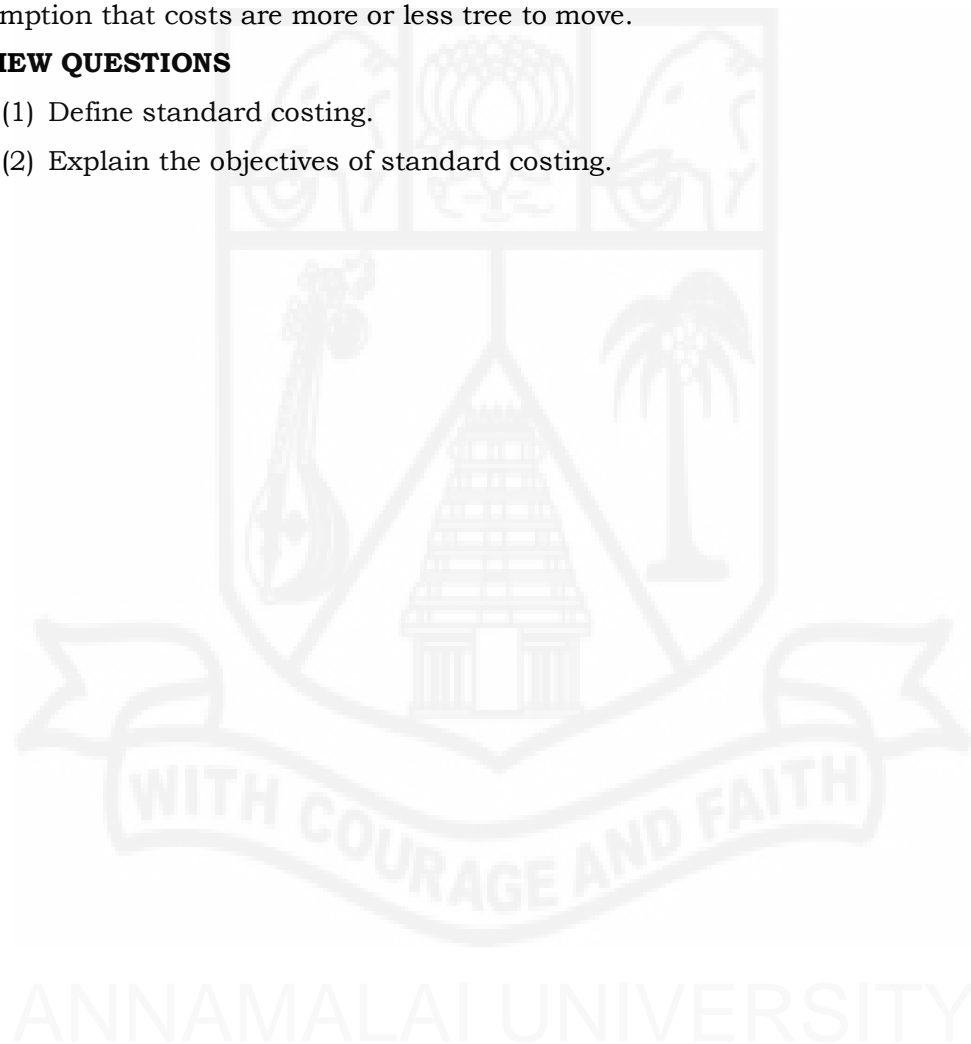 mption that costs are more or less tree to move.
IEW QUESTIONS
(1) Define standard costing.
(2) Explain the objectives of standard costing.
WITH COURAGE AND FAITH
ANNAMALAI UNIVERSITY